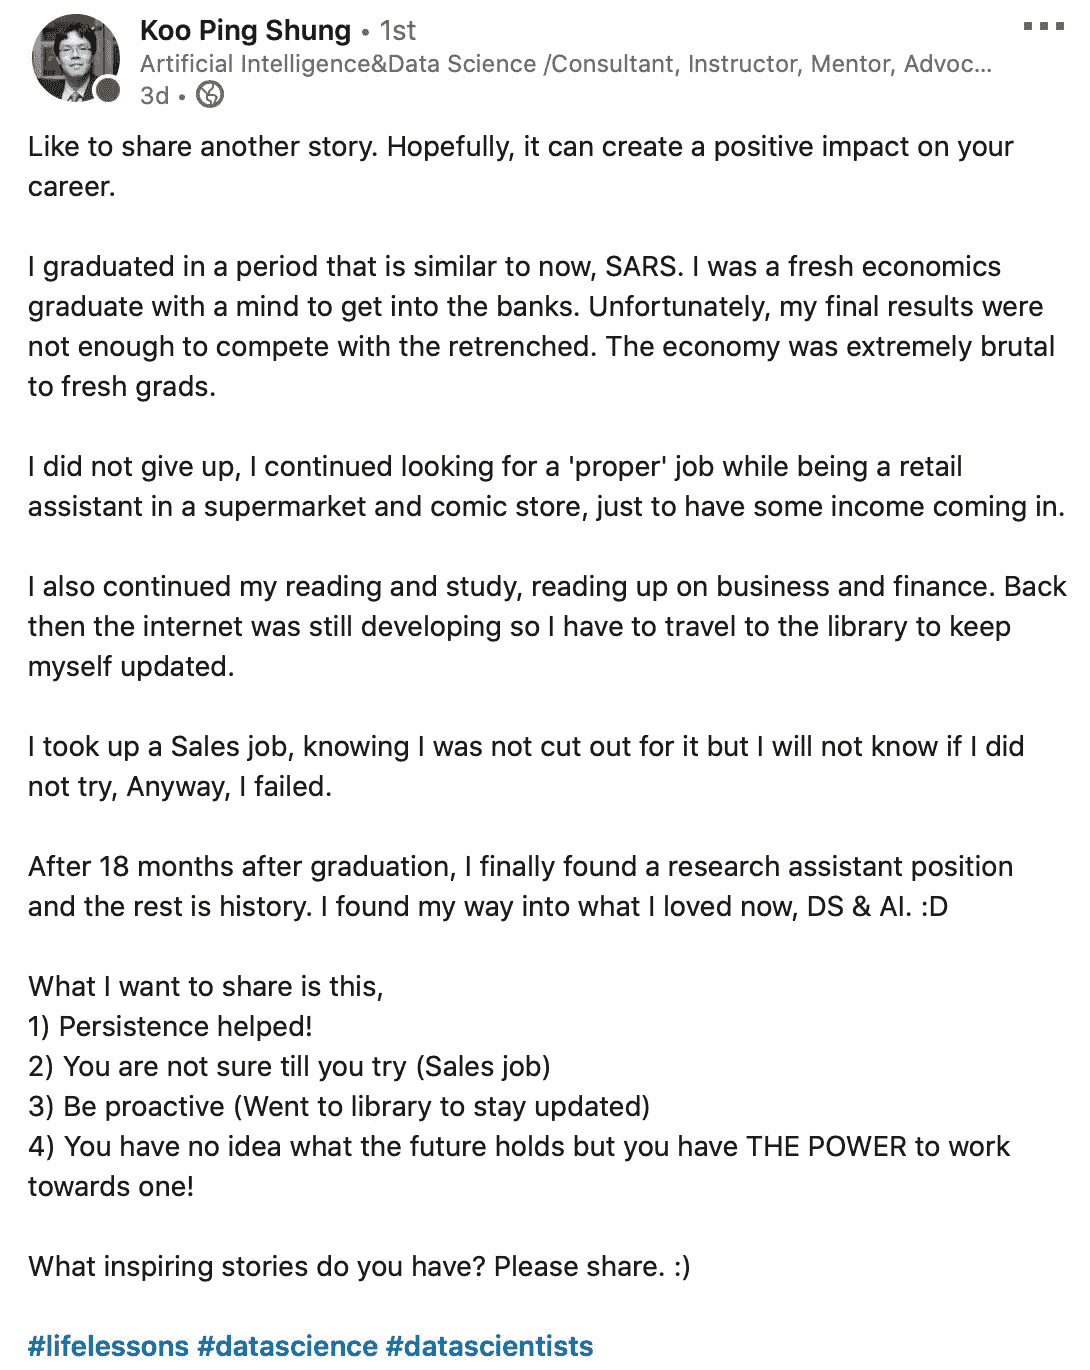 Koo Ping Shung • 1st
Artificial Intelligence&Data Science /Consultant, Instructor, Mentor, Advoc...
3d •
Like to share another story. Hopefully, it can create a positive impact on your
career.
I graduated in a period that is similar to now, SARS. I was a fresh economics
graduate with a mind to get into the banks. Unfortunately, my final results were
not enough to compete with the retrenched. The economy was extremely brutal
to fresh grads.
I did not give up, I continued looking for a 'proper' job while being a retail
assistant in a supermarket and comic store, just to have some income coming in.
I also continued my reading and study, reading up on business and finance. Back
then the internet was still developing so I have to travel to the library to keep
myself updated.
I took up a Sales job, knowing I was not cut out for it but I will not know if I did
not try, Anyway, I failed.
After 18 months after graduation, I finally found a research assistant position
and the rest is history. I found my way into what I loved now, DS & AI. :D
What I want to share is this,
1) Persistence helped!
2) You are not sure till you try (Sales job)
3) Be proactive (Went to library to stay updated)
4) You have no idea what the future holds but you have THE POWER to work
towards one!
What inspiring stories do you have? Please share. :)
#lifelessons #datascience #datascientists